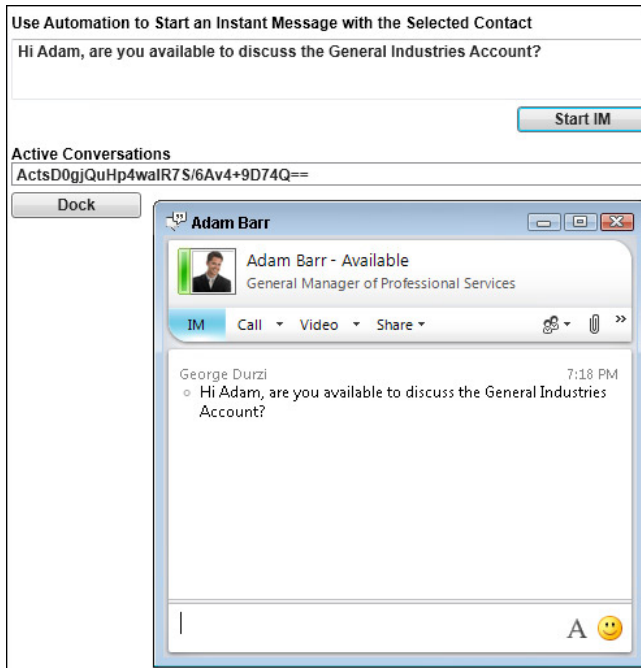 Use Automation to Start an Instant Message with the Selected Contact
Hi Adam, are you available to discuss the General Industries Account?
Start IM
Active Conversations
ActsD0gjQuHp4walR7S/6Av4+9D74Q==
Dock
Adam Barr
Adam Barr - Available
General Manager of Professional Services
IM Call Video Share »
George Durzi 7:18 PM
Hi Adam, are you available to discuss the General Industries
Account?
A